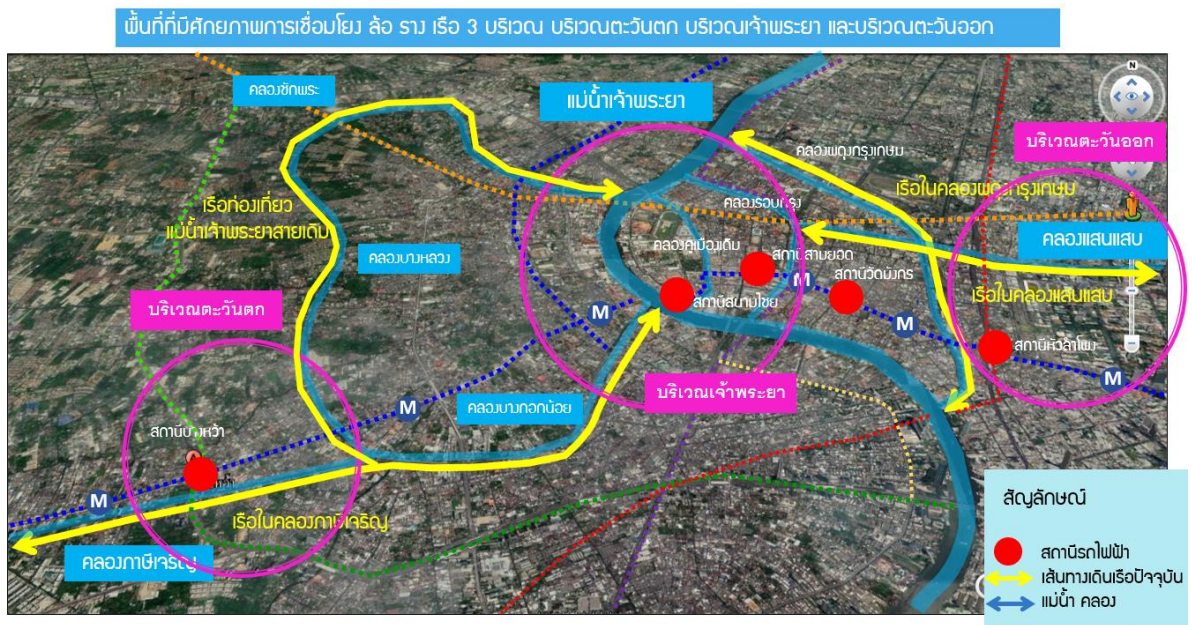 พื้นที่ที่มีศักยภาพการเชื่อมโยง ล้อ ราง เรือ 3 บริเวณ บริเวณตะวันตก บริเวณเจ้าพระยา และบริเวณตะวันออก
N
คลองชักพระ
แม่น้ำเจ้าพระยา
บริเวณตะวันออก
คลองผดุงกรุงเกษม
เรือในคลองผดุงกรุงเกษม
เรือท่องเที่ยว
แม่น้ำเจ้าพระยาสายเดิม
คลองรอบกรุง
คลองแสนแสบ
คลองคูเมืองเดิม
คลองบางหลวง
สถานีสามยอด
สถานีวัดมังกร
M
เรือในคลองแสนแสบ
บริเวณตะวันตก
สถานีสนามไชย
M
M
สถานีหัวลำโพง
M
บริเวณเจ้าพระยา
M
คลองบางกอกน้อย
สถานีบางหว้า
M
เรือในคลองภาษีเจริญ
คลองภาษีเจริญ
สัญลักษณ์
สถานีรถไฟฟ้า
เส้นทางเดินเรือปัจจุบัน
แม่น้ำ คลอง